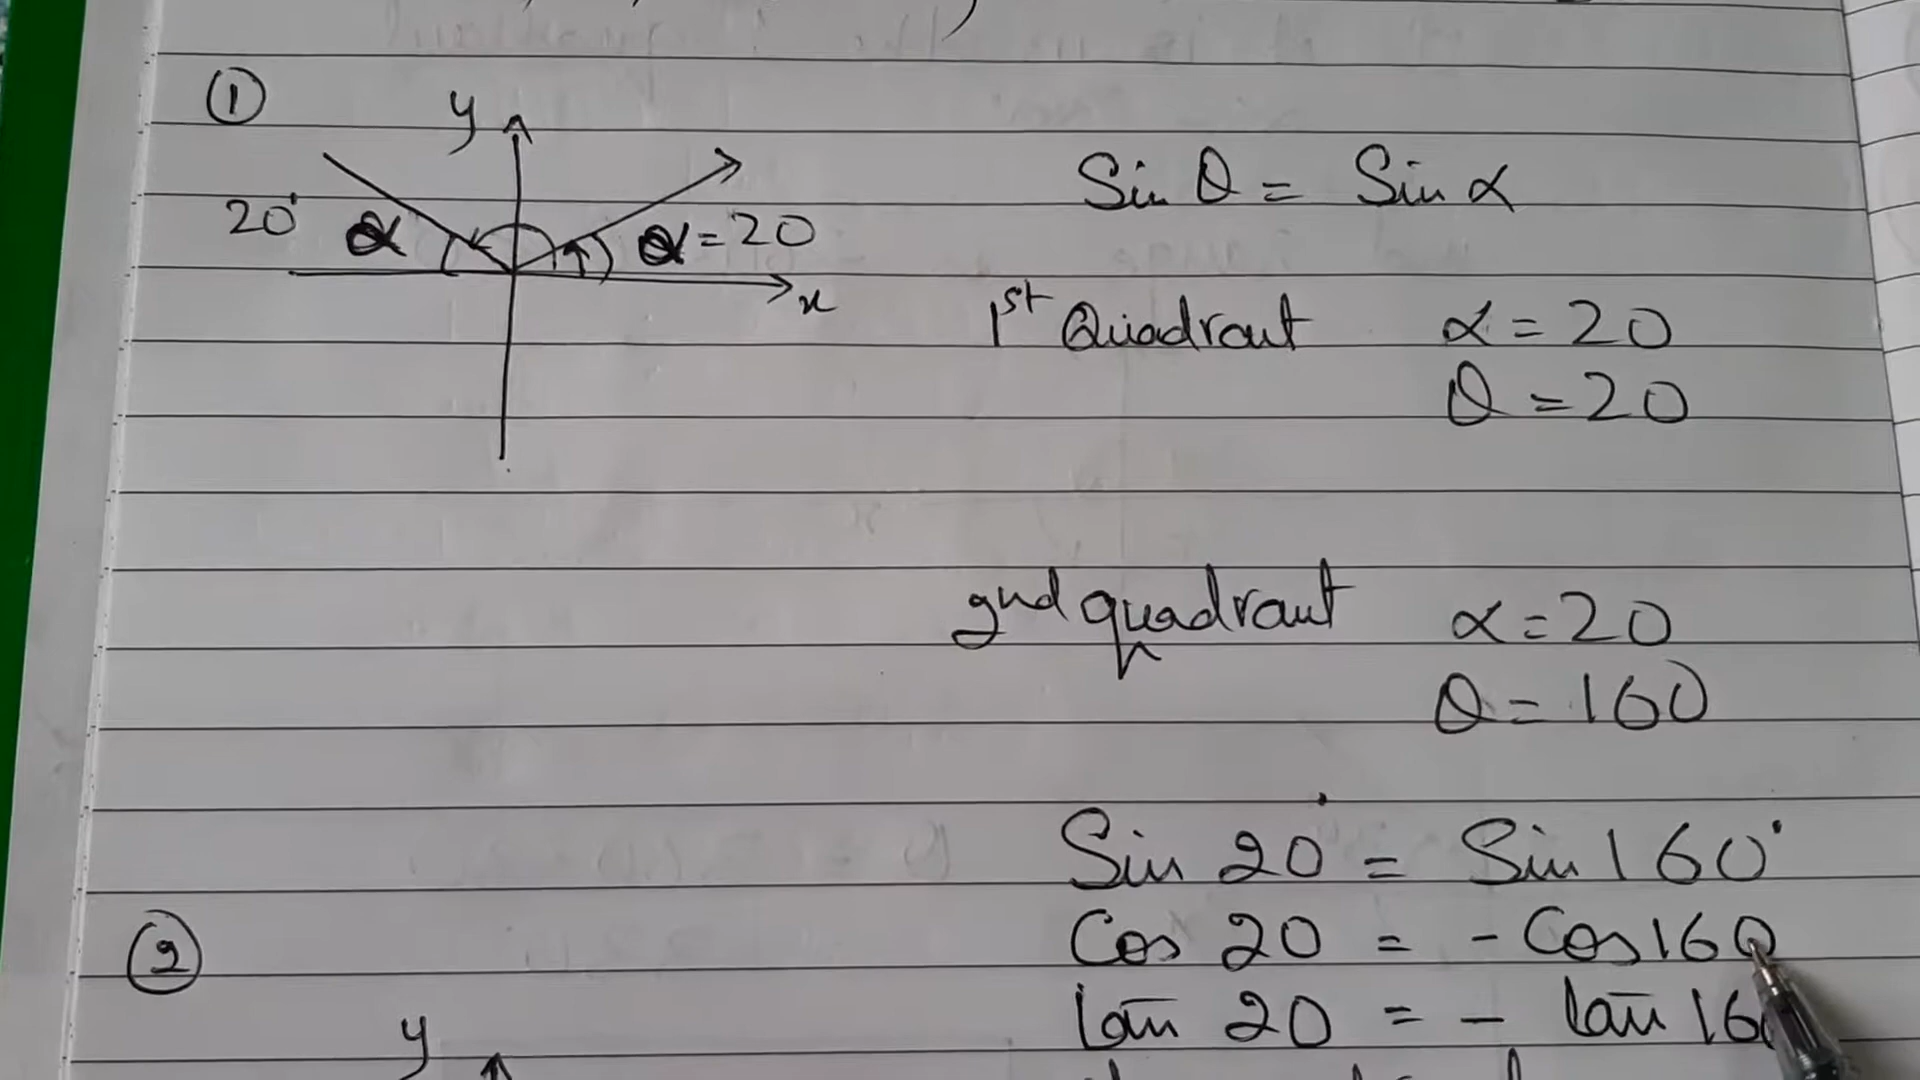 ①
y
Sin θ = Sin α
20° α α = 20
x
1st Quadrant α = 20
θ = 20
2nd quadrant α = 20
θ = 160
Sin 20° = Sin 160°
②
Cos 20 = - Cos 160
tan 20 = - tan 160
y